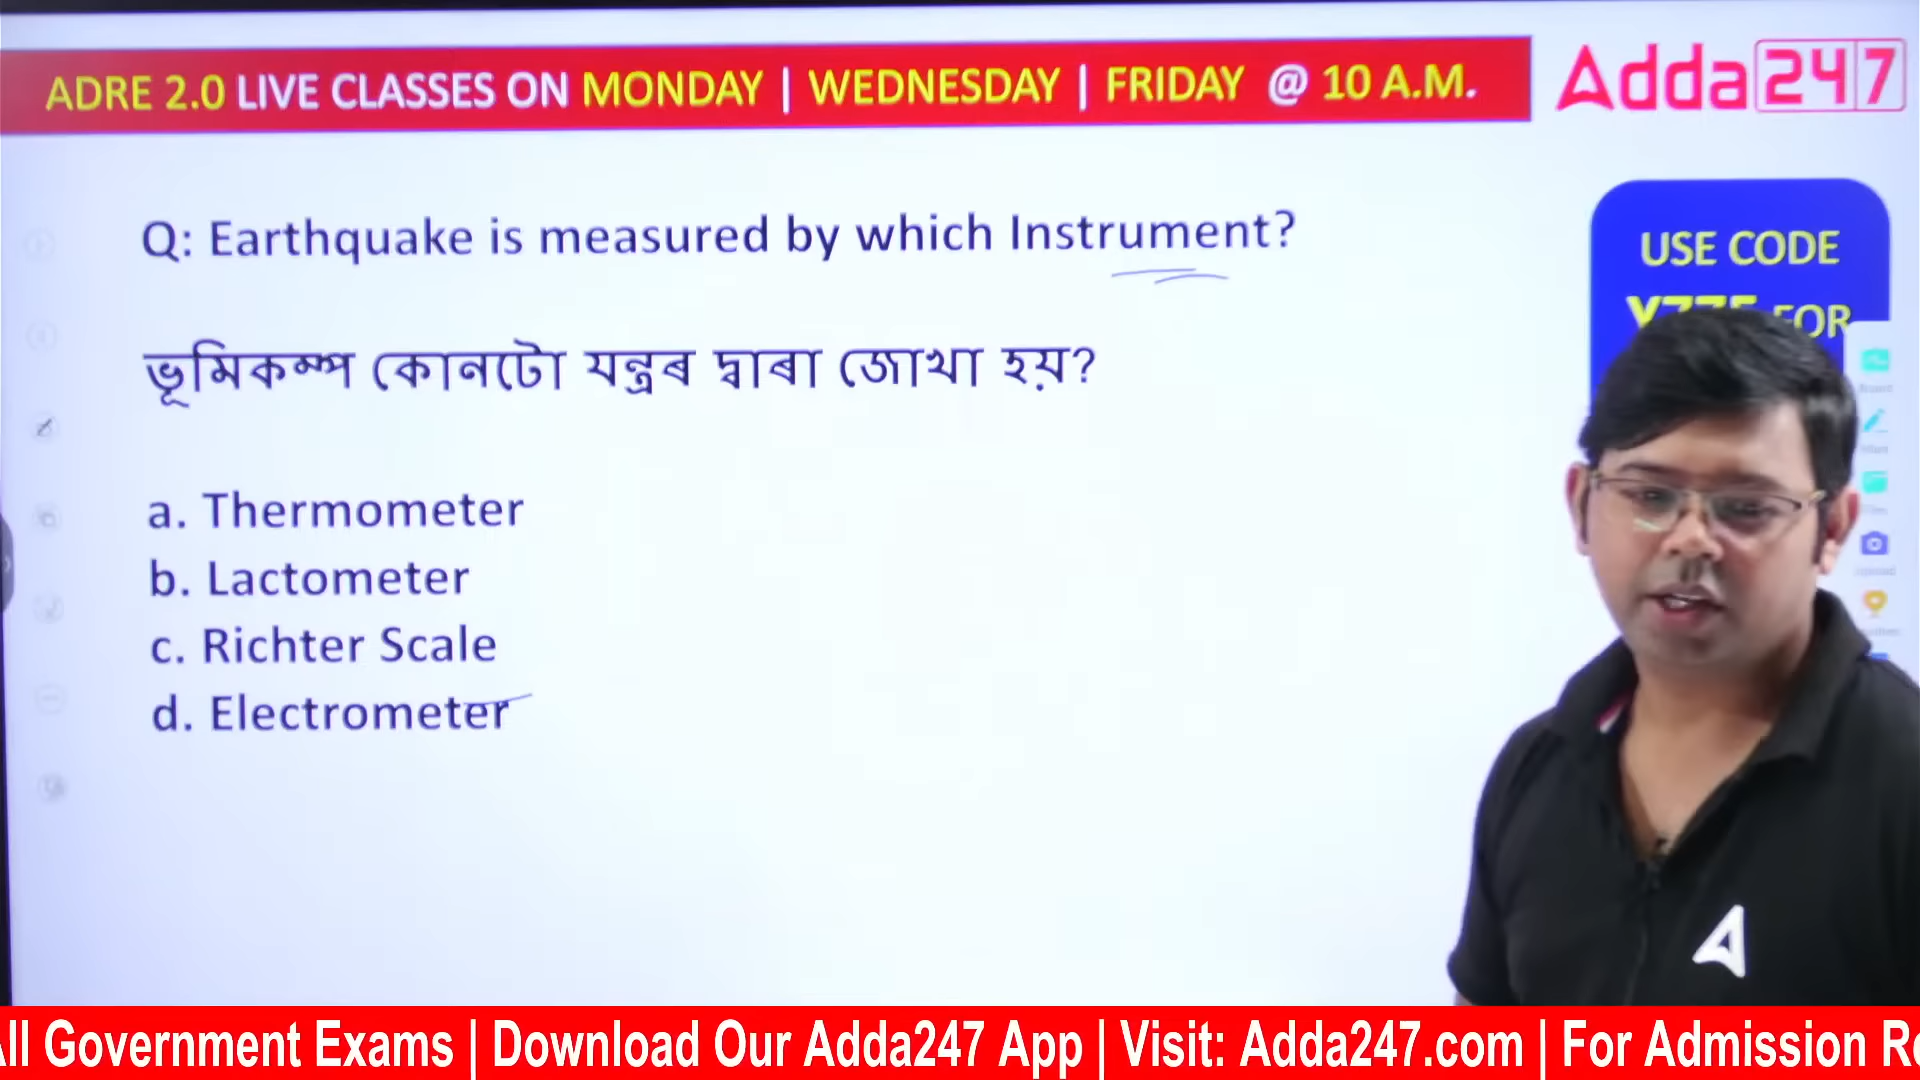 ADRE 2.0 LIVE CLASSES ON MONDAY | WEDNESDAY | FRIDAY @ 10 A.M.
Adda247
USE CODE
FOR
Q: Earthquake is measured by which Instrument?
ভূমিকম্প কোনটো যন্ত্ৰৰ দ্বাৰা জোখা হয়?
a. Thermometer
b. Lactometer
c. Richter Scale
d. Electrometer
All Government Exams | Download Our Adda247 App | Visit: Adda247.com | For Admission